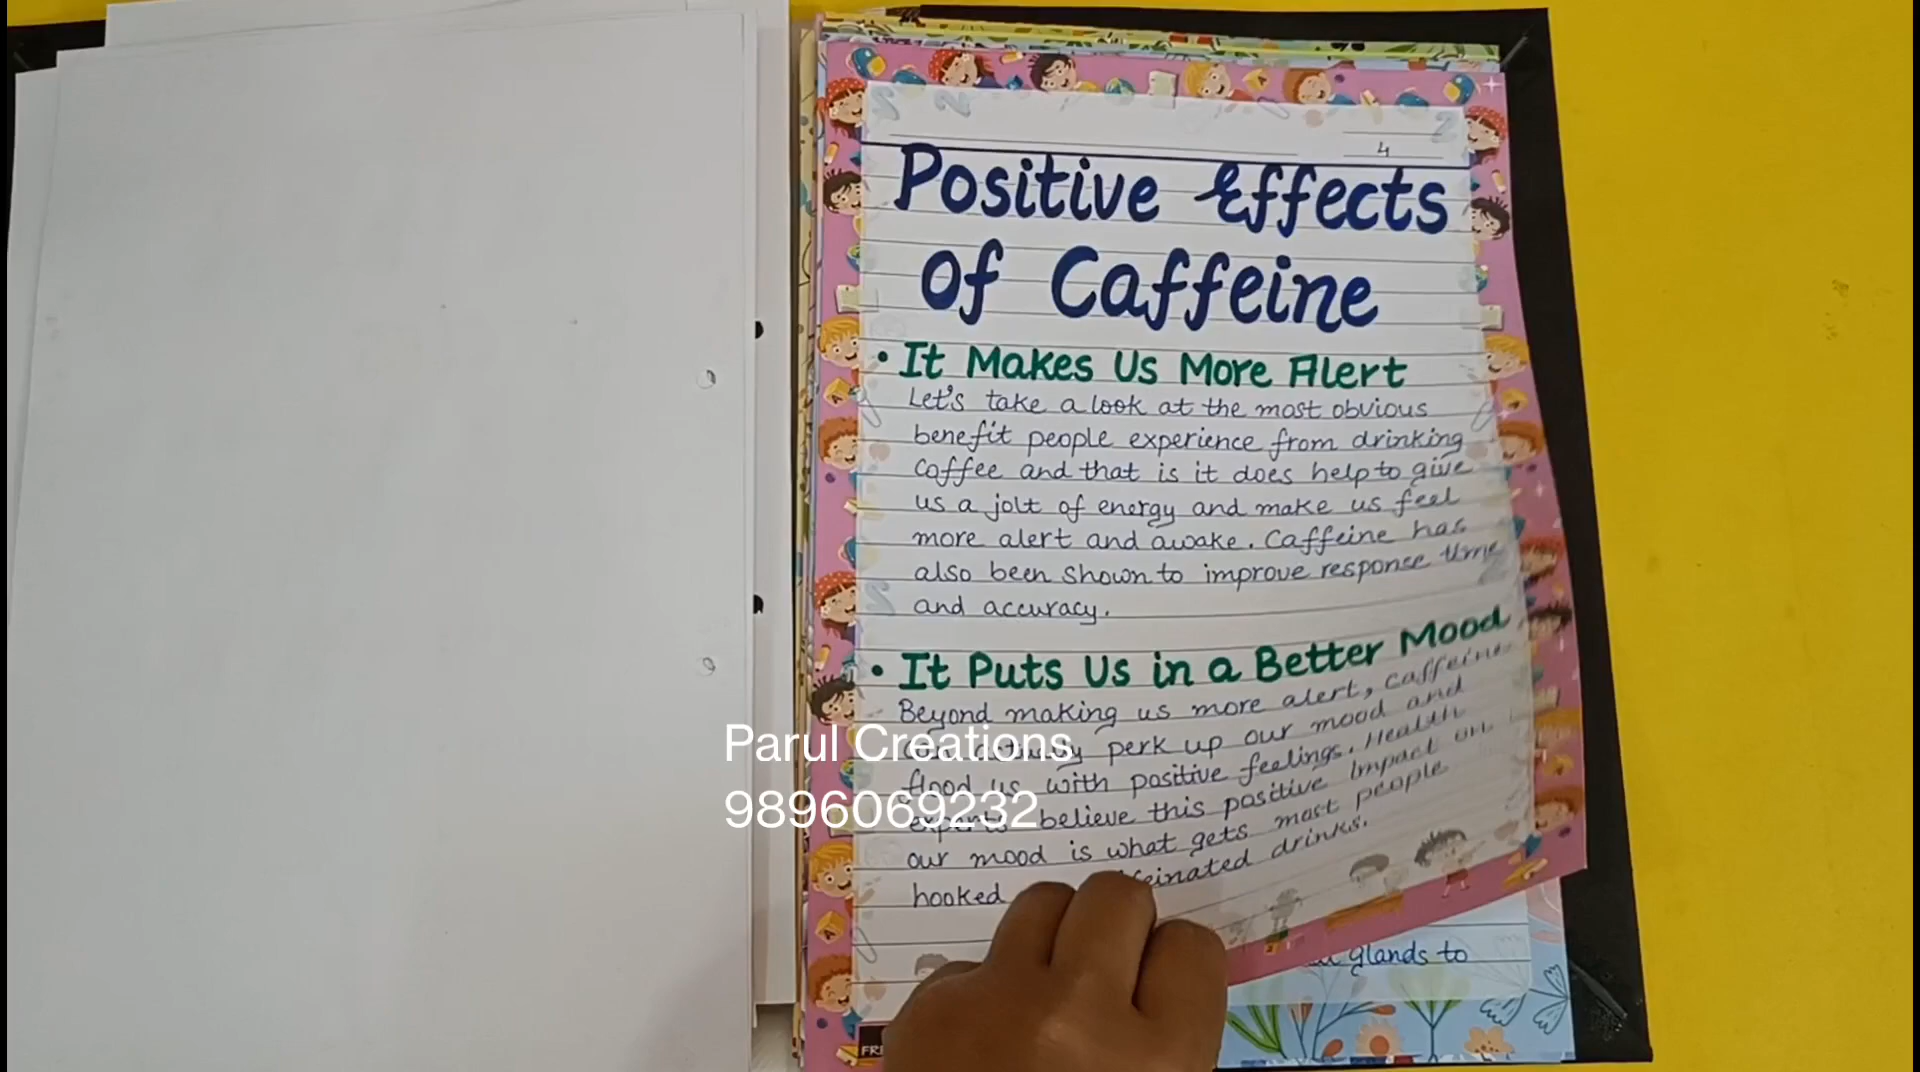 4
Positive Effects
of Caffeine
• It Makes Us More Alert
Let's take a look at the most obvious
benefit people experience from drinking
coffee and that is it does help to give
us a jolt of energy and make us feel
more alert and awake. Caffeine has
also been shown to improve response time
and accuracy.
• It Puts Us in a Better Mood
Beyond making us more alert, caffeine
perk up our mood and
flood us with positive feelings. Health
experts believe this positive impact on
our mood is what gets most people
hooked drinks.
Parul Creations
9896069232
glands to